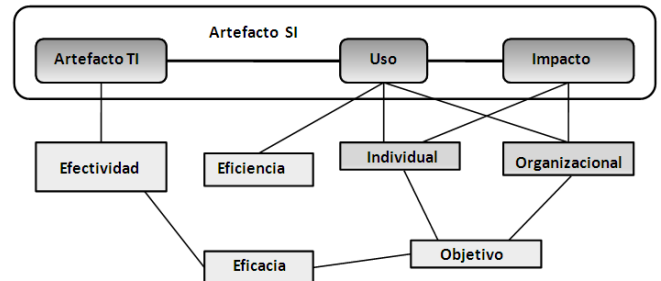 Artefacto SI
Artefacto TI
Uso
Impacto
Efectividad
Eficiencia
Individual
Organizacional
Eficacia
Objetivo